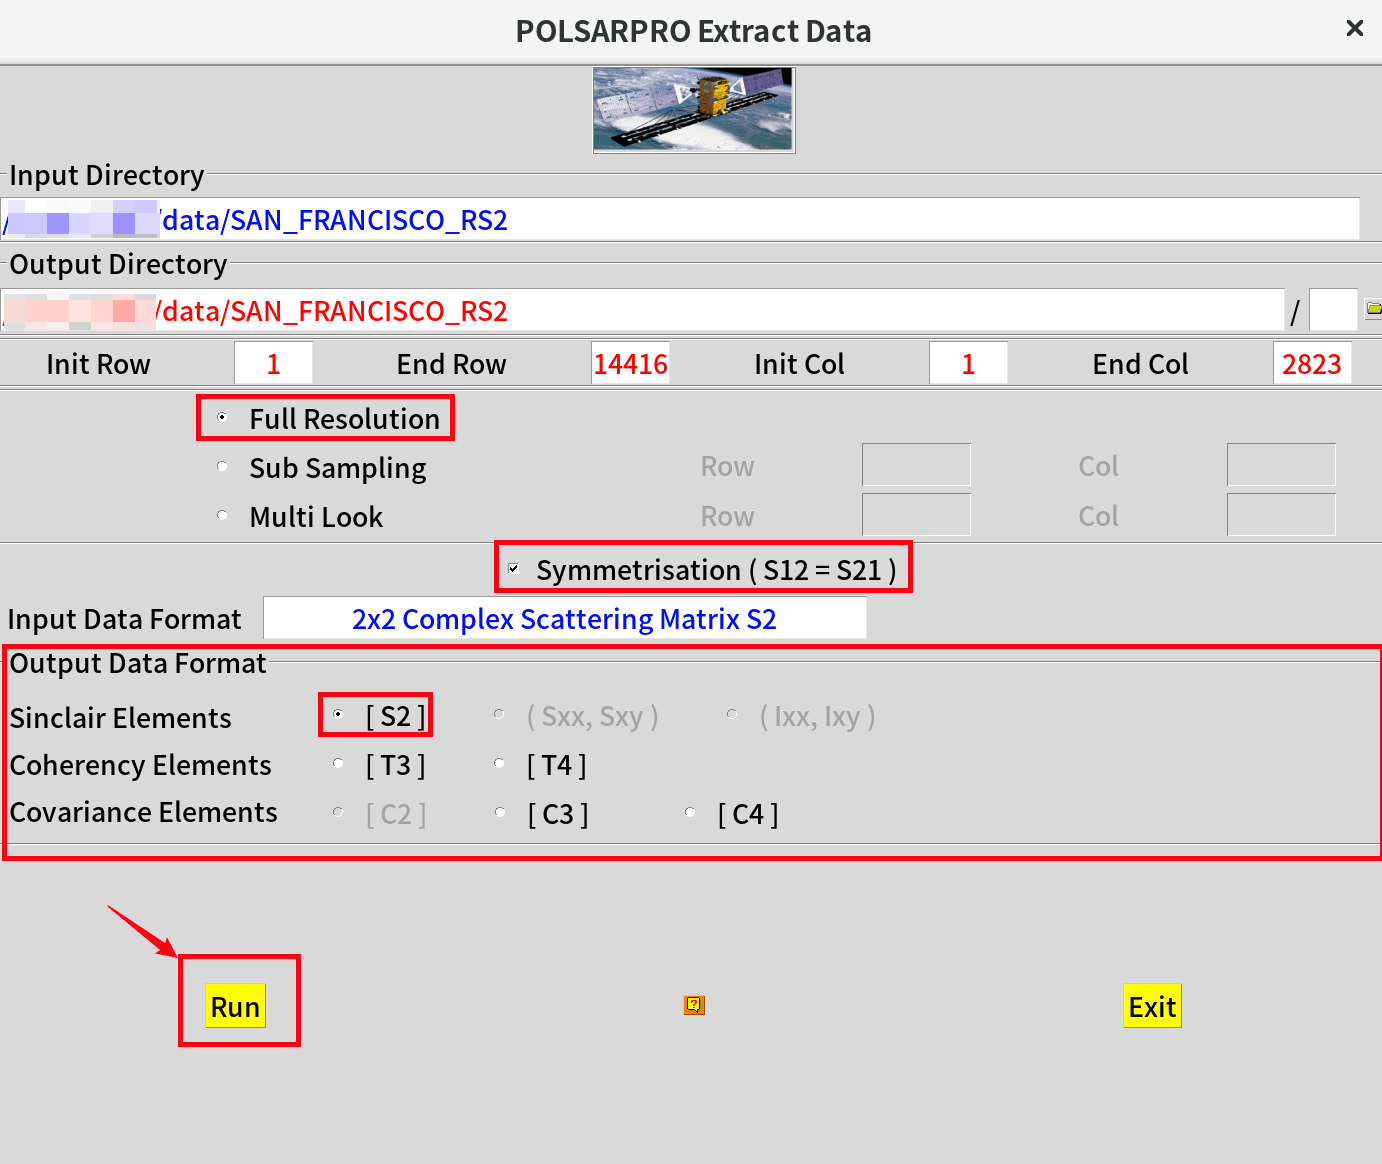 POLSARPRO Extract Data
Input Directory
/data/SAN_FRANCISCO_RS2
Output Directory
/data/SAN_FRANCISCO_RS2 /
Init Row 1 End Row 14416 Init Col 1 End Col 2823
Full Resolution
Sub Sampling Row Col
Multi Look Row Col
Symmetrisation ( S12 = S21 )
Input Data Format 2x2 Complex Scattering Matrix S2
Output Data Format
Sinclair Elements [ S2 ] ( Sxx, Sxy ) ( Ixx, Ixy )
Coherency Elements [ T3 ] [ T4 ]
Covariance Elements [ C2 ] [ C3 ] [ C4 ]
Run ? Exit